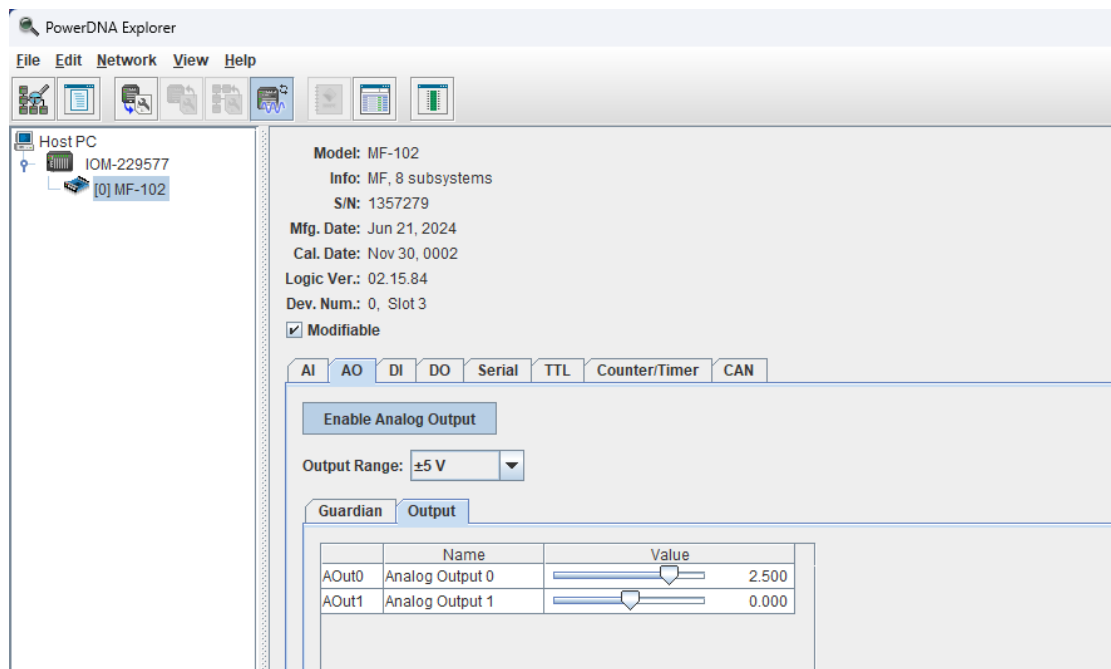 PowerDNA Explorer
File Edit Network View Help
Host PC
IOM-229577
[0] MF-102
Model: MF-102
Info: MF, 8 subsystems
S/N: 1357279
Mfg. Date: Jun 21, 2024
Cal. Date: Nov 30, 0002
Logic Ver.: 02.15.84
Dev. Num.: 0, Slot 3
Modifiable
AI AO DI DO Serial TTL Counter/Timer CAN
Enable Analog Output
Output Range: ±5 V
Guardian Output
Name Value
AOut0 Analog Output 0 2.500
AOut1 Analog Output 1 0.000